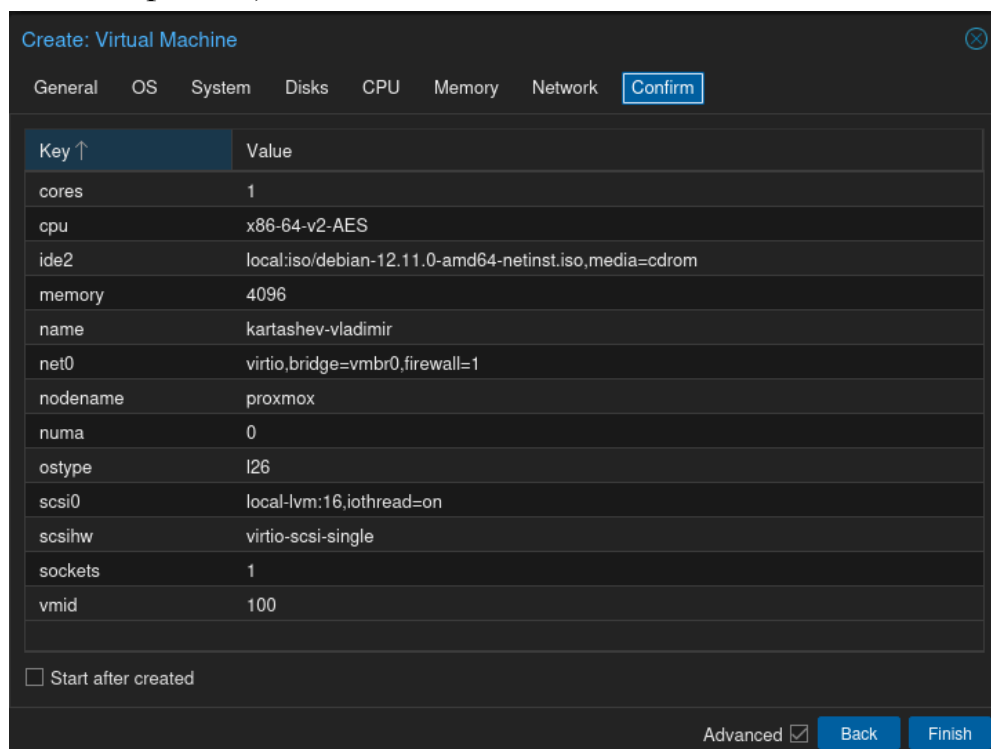 Create: Virtual Machine
General OS System Disks CPU Memory Network Confirm
Key Value
cores 1
cpu x86-64-v2-AES
ide2 local:iso/debian-12.11.0-amd64-netinst.iso,media=cdrom
memory 4096
name kartashev-vladimir
net0 virtio,bridge=vmbr0,firewall=1
nodename proxmox
numa 0
ostype l26
scsi0 local-lvm:16,iothread=on
scsihw virtio-scsi-single
sockets 1
vmid 100
Start after created
Advanced Back Finish